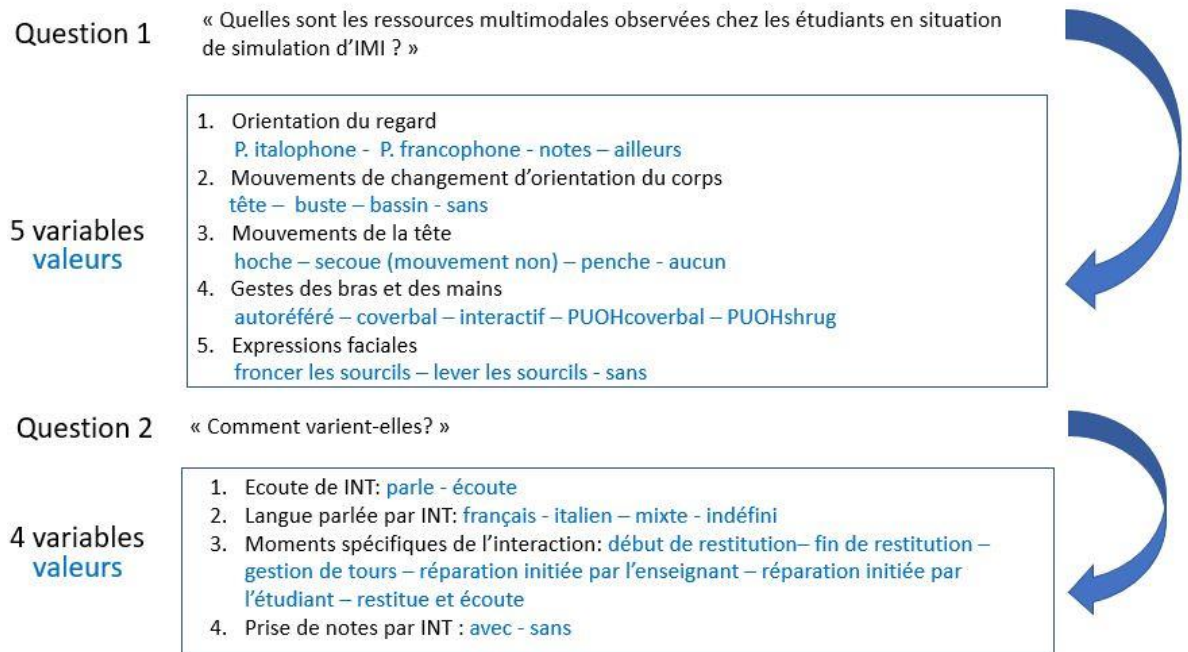 Question 1
« Quelles sont les ressources multimodales observées chez les étudiants en situation
de simulation d'IMI ? »
5 variables
valeurs
1. Orientation du regard
P. italophone - P. francophone - notes – ailleurs
2. Mouvements de changement d'orientation du corps
tête – buste – bassin - sans
3. Mouvements de la tête
hoche – secoue (mouvement non) – penche - aucun
4. Gestes des bras et des mains
autoréféré – coverbal – interactif – PUOHcoverbal – PUOHshrug
5. Expressions faciales
froncer les sourcils – lever les sourcils - sans
Question 2
« Comment varient-elles? »
4 variables
valeurs
1. Ecoute de INT: parle - écoute
2. Langue parlée par INT: français - italien – mixte - indéfini
3. Moments spécifiques de l'interaction: début de restitution– fin de restitution –
gestion de tours – réparation initiée par l'enseignant – réparation initiée par
l'étudiant – restitue et écoute
4. Prise de notes par INT : avec - sans